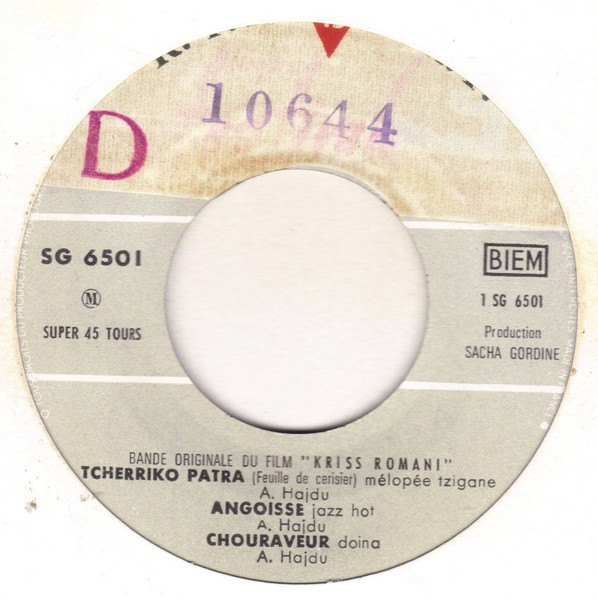 10644
D
SG 6501
BIEM
M
1 SG 6501
SUPER 45 TOURS
Production
SACHA GORDINE
BANDE ORIGINALE DU FILM "KRISS ROMANI"
TCHERRIKO PATRA (Feuille de cerisier) mélopée tzigane
A. Hajdu
ANGOISSE jazz hot
A. Hajdu
CHOURAVEUR doina
A. Hajdu